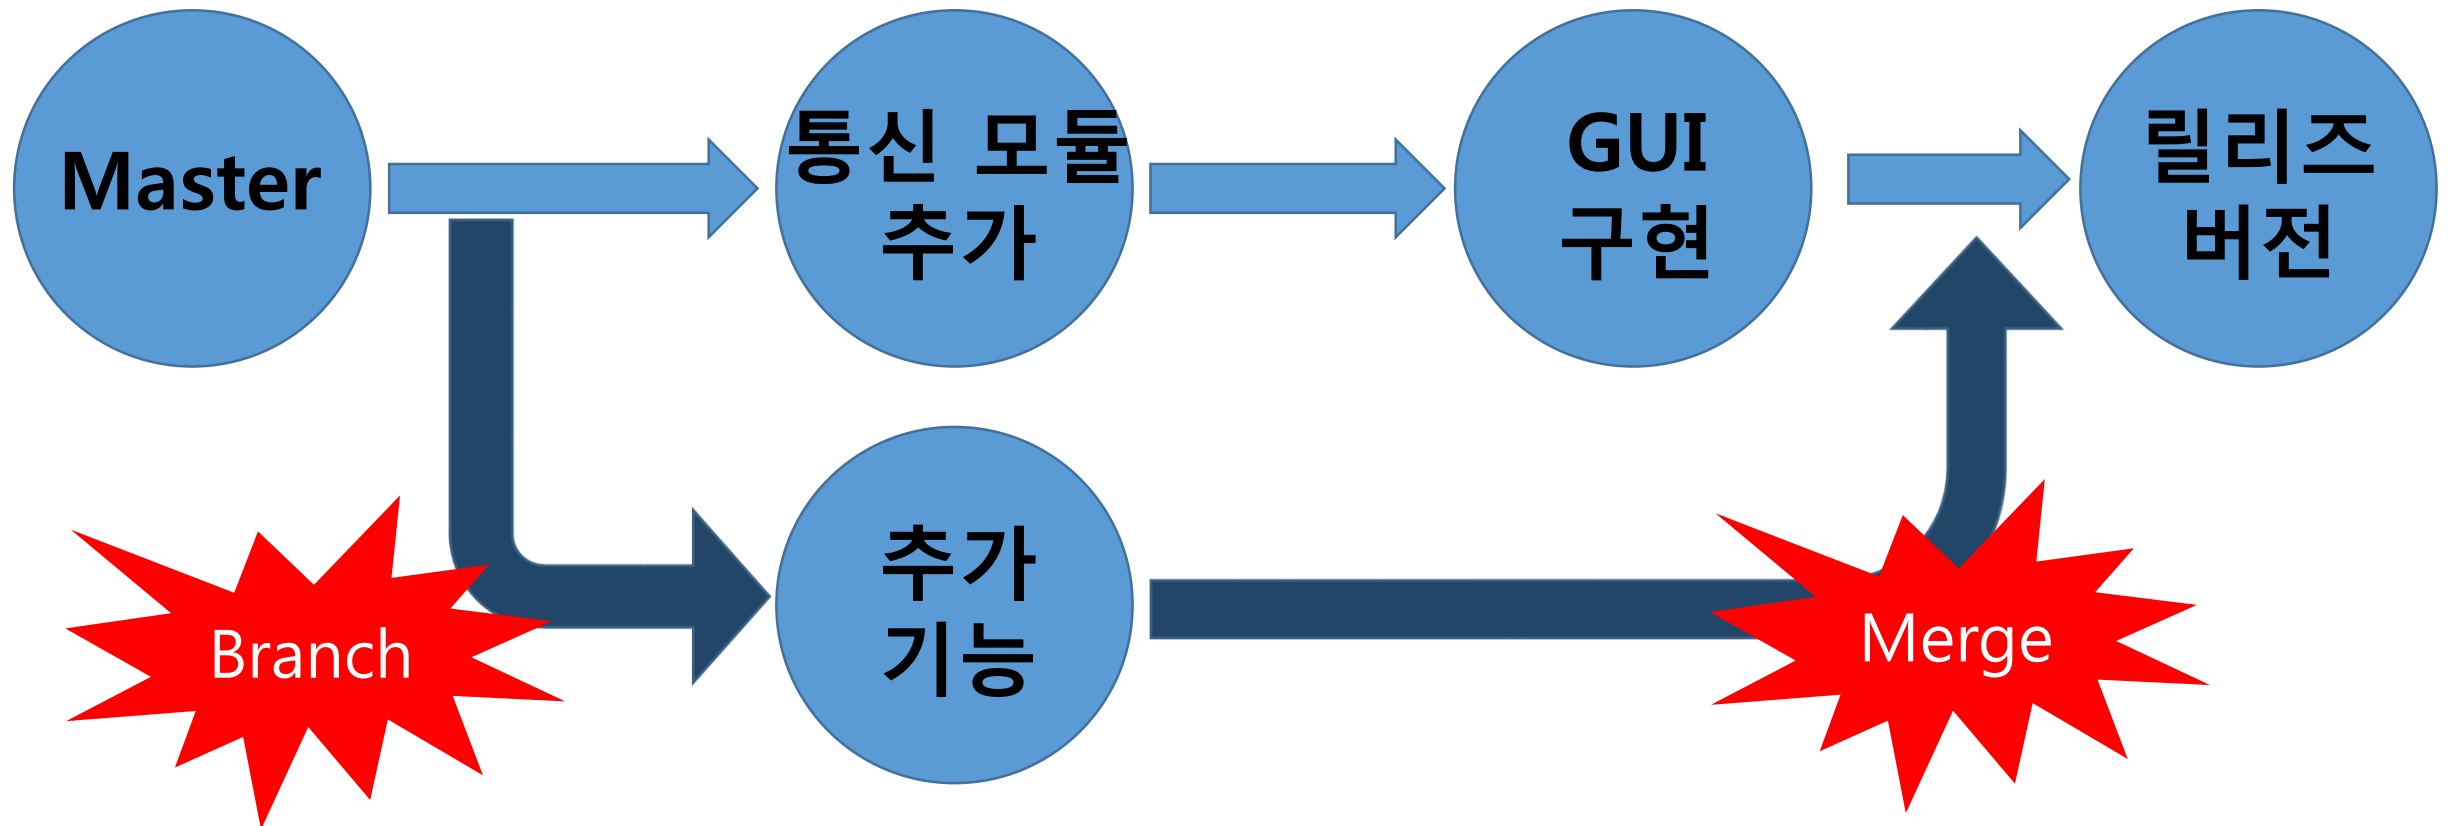 Master
통신 모듈
추가
GUI
구현
릴리즈
버전
추가
기능
Branch
Merge